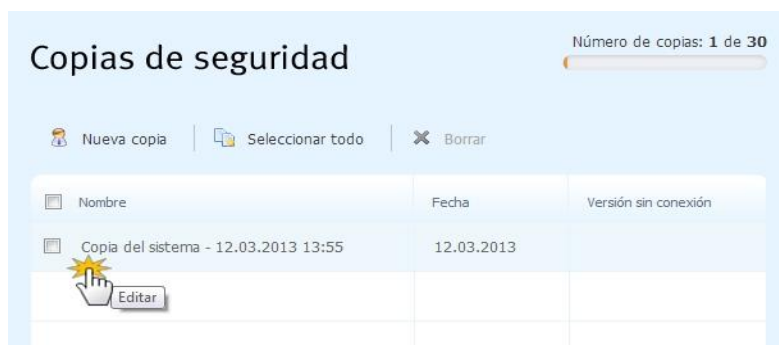 Copias de seguridad
Número de copias: 1 de 30
Nueva copia Seleccionar todo Borrar
Nombre Fecha Versión sin conexión
Copia del sistema - 12.03.2013 13:55 12.03.2013
Editar